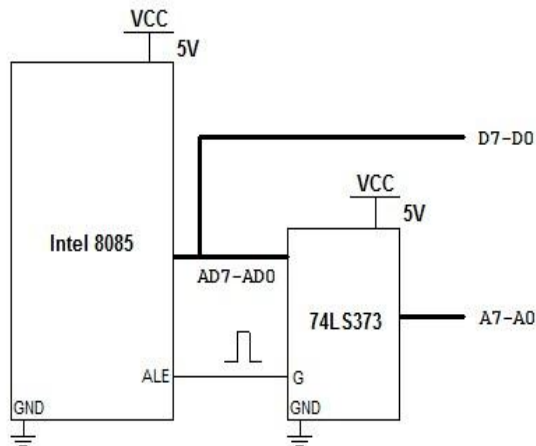 VCC
5V
D7-D0
VCC
5V
Intel 8085
AD7-AD0
74LS373
A7-A0
ALE
G
GND
GND